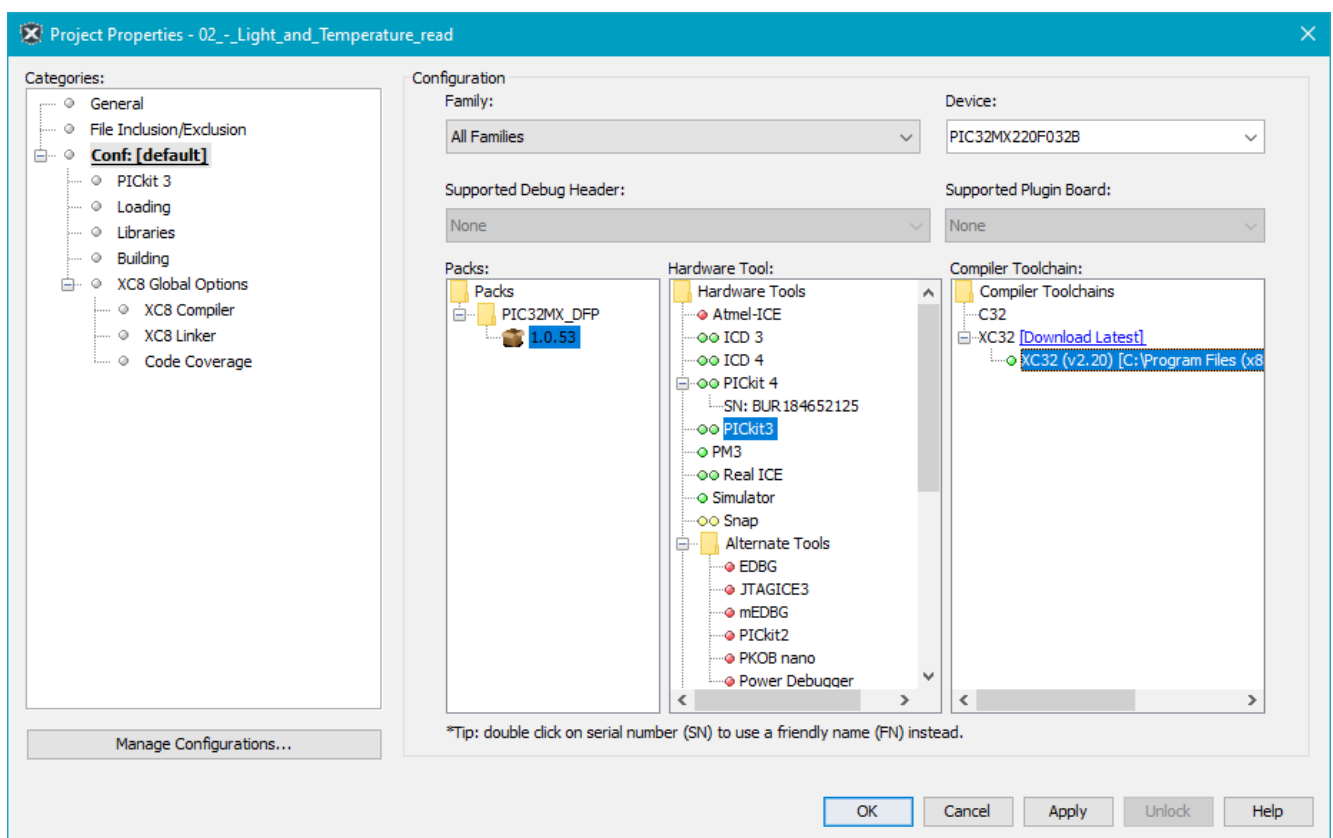 Project Properties - 02_-_Light_and_Temperature_read
Categories:
General
File Inclusion/Exclusion
Conf: [default]
PICkit 3
Loading
Libraries
Building
XC8 Global Options
XC8 Compiler
XC8 Linker
Code Coverage
Manage Configurations...
Configuration
Family:
Device:
All Families
PIC32MX220F032B
Supported Debug Header:
Supported Plugin Board:
None
None
Packs:
Packs
PIC32MX_DFP
1.0.53
Hardware Tool:
Hardware Tools
Atmel-ICE
ICD 3
ICD 4
PICkit 4
SN: BUR184652125
PICkit3
PM3
Real ICE
Simulator
Snap
Alternate Tools
EDBG
JTAGICE3
mEDBG
PICkit2
PKOB nano
Power Debugger
Compiler Toolchain:
Compiler Toolchains
C32
XC32 [Download Latest]
XC32 (v2.20) [C:\Program Files (x8
*Tip: double click on serial number (SN) to use a friendly name (FN) instead.
OK
Cancel
Apply
Unlock
Help